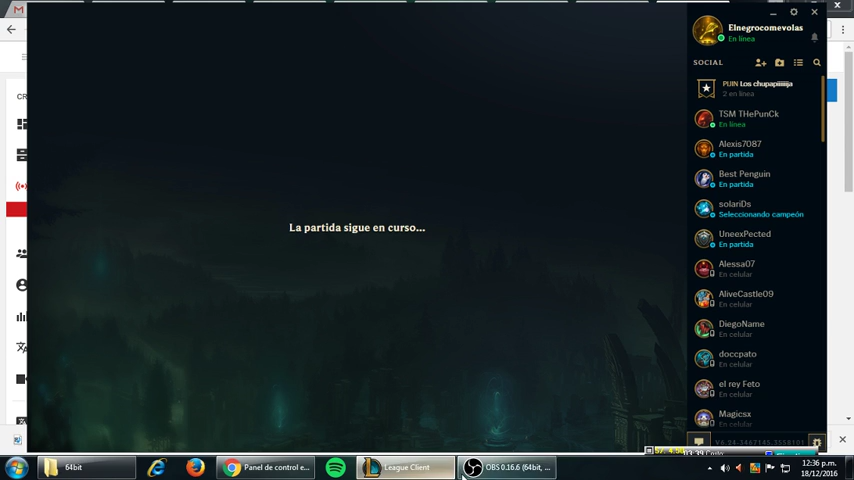 Elnegrocomevolas
En línea
SOCIAL
PIJIN Los chupapiiiiija
2 en línea
TSM THePunCk
En línea
Alexis7087
En partida
Best Penguin
En partida
solariDs
Seleccionando campeón
UneexPected
En partida
Alessa07
En celular
AliveCastle09
En celular
DiegoName
En celular
doccpato
En celular
el rey Feto
En celular
Magicsx
En celular
La partida sigue en curso...
CR
64bit
Panel de control e...
League Client
OBS 0.16.6 (64bit, ...
12:36 p.m.
18/12/2016